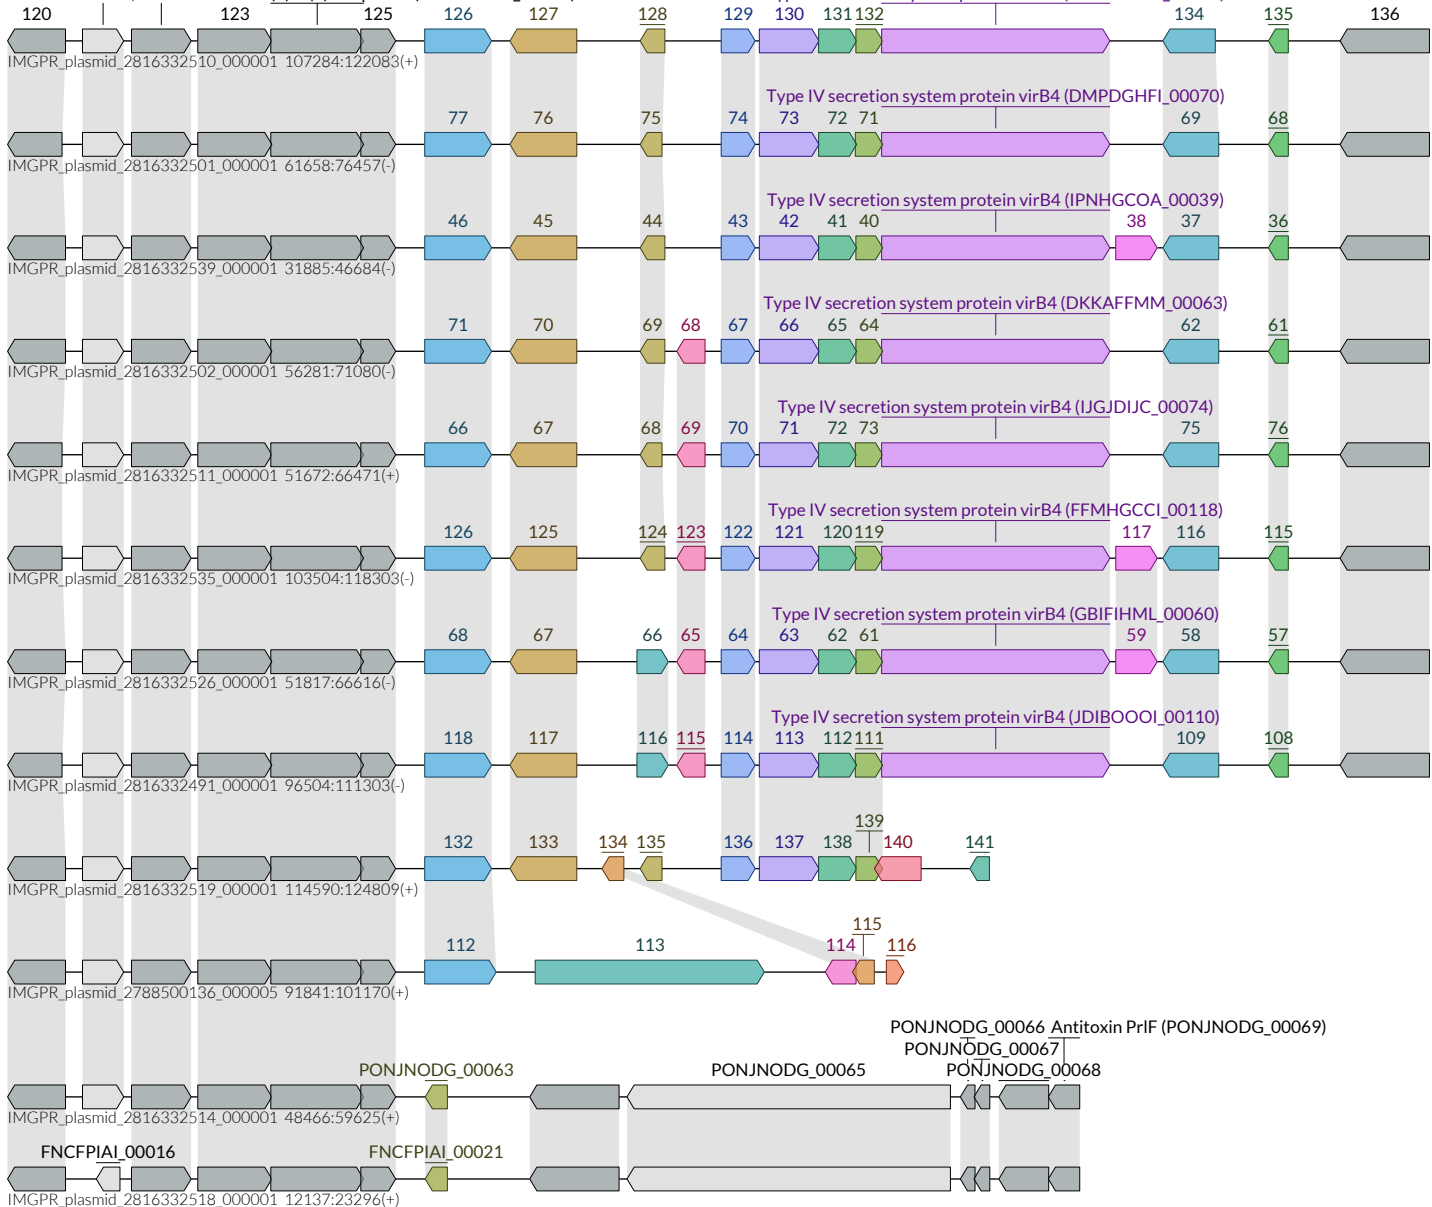 120 123 125 126 127 128 129 130 131 132 134 135 136
IMGPR_plasmid_2816332510_000001 107284:122083(+)
Type IV secretion system protein virB4 (DMPDGHFI_00070)
77 76 75 74 73 72 71 69 68
IMGPR_plasmid_2816332501_000001 61658:76457(-)
Type IV secretion system protein virB4 (IPNHGCOA_00039)
46 45 44 43 42 41 40 38 37 36
IMGPR_plasmid_2816332539_000001 31885:46684(-)
Type IV secretion system protein virB4 (DKKAFFMM_00063)
71 70 69 68 67 66 65 64 62 61
IMGPR_plasmid_2816332502_000001 56281:71080(-)
Type IV secretion system protein virB4 (IJGJDIJC_00074)
66 67 68 69 70 71 72 73 75 76
IMGPR_plasmid_2816332511_000001 51672:66471(+)
Type IV secretion system protein virB4 (FFMHGCCI_00118)
126 125 124 123 122 121 120 119 117 116 115
IMGPR_plasmid_2816332535_000001 103504:118303(-)
Type IV secretion system protein virB4 (GBIFIHML_00060)
68 67 66 65 64 63 62 61 59 58 57
IMGPR_plasmid_2816332526_000001 51817:66616(-)
Type IV secretion system protein virB4 (JDIBOOOI_00110)
118 117 116 115 114 113 112 111 109 108
IMGPR_plasmid_2816332491_000001 96504:111303(-)
139
132 133 134 135 136 137 138 140 141
IMGPR_plasmid_2816332519_000001 114590:124809(+)
115
112 113 114 116
IMGPR_plasmid_2788500136_000005 91841:101170(+)
PONJNODG_00066 Antitoxin PrlF (PONJNODG_00069)
PONJNODG_00067
PONJNODG_00063 PONJNODG_00065 PONJNODG_00068
IMGPR_plasmid_2816332514_000001 48466:59625(+)
FNCFPIAI_00016 FNCFPIAI_00021
IMGPR_plasmid_2816332518_000001 12137:23296(+)